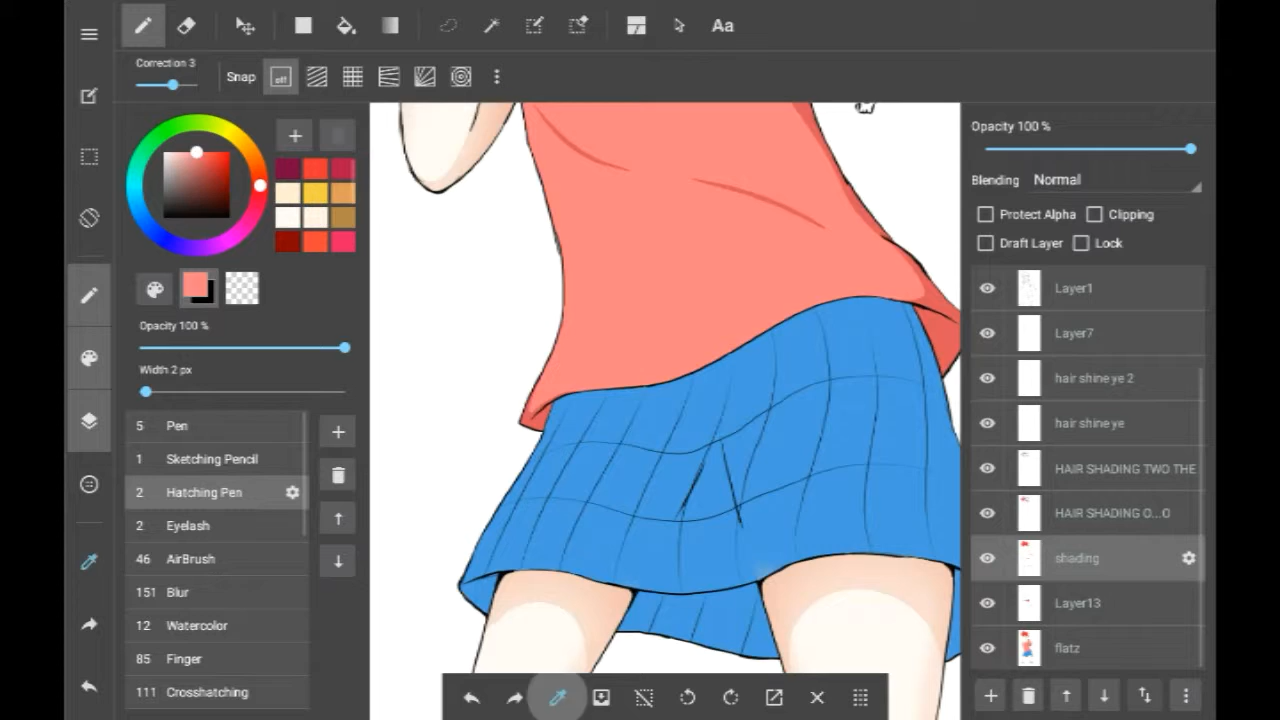 Aa
Correction 3
Snap
off
Opacity 100 %
Width 2 px
5 Pen
1 Sketching Pencil
2 Hatching Pen
2 Eyelash
46 AirBrush
151 Blur
12 Watercolor
85 Finger
111 Crosshatching
Opacity 100 %
Blending Normal
Protect Alpha Clipping
Draft Layer Lock
Layer1
Layer7
hair shine ye 2
hair shine ye
HAIR SHADING TWO THE
HAIR SHADING O...O
shading
Layer13
flatz